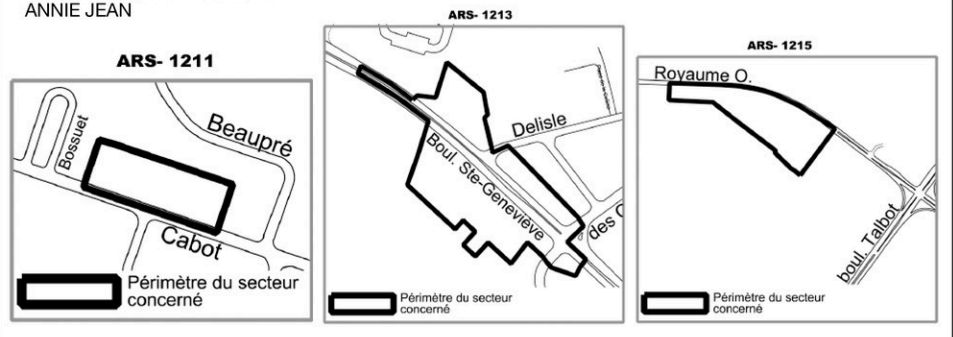 ANNIE JEAN
ARS- 1211
Bossuet
Beaupré
Cabot
Périmètre du secteur
concerné
ARS- 1213
Delisle
Boul. Ste-Geneviève
des C
Périmètre du secteur
concerné
ARS- 1215
Royaume O.
boul. Talbot
Périmètre du secteur
concerné